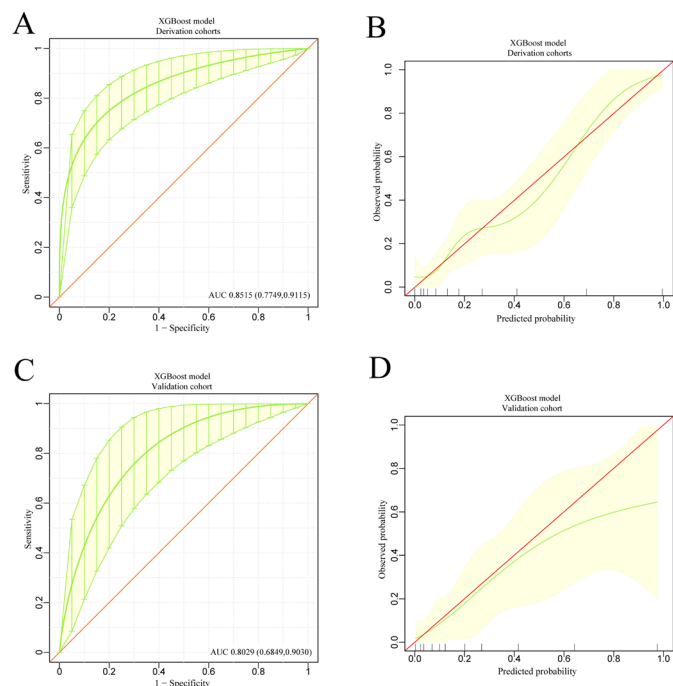 A
XGBoost model
Derivation cohorts
Sensitivity
0 0.2 0.4 0.6 0.8 1
AUC 0.8515 (0.7749,0.9115)
0 0.2 0.4 0.6 0.8 1
1 − Specificity
B
XGBoost model
Derivation cohorts
Observed probability
0.0 0.2 0.4 0.6 0.8 1.0
0.0 0.2 0.4 0.6 0.8 1.0
Predicted probability
C
XGBoost model
Validation cohort
Sensitivity
0 0.2 0.4 0.6 0.8 1
AUC 0.8029 (0.6849,0.9030)
0 0.2 0.4 0.6 0.8 1
1 − Specificity
D
XGBoost model
Validation cohort
Observed probability
0.0 0.2 0.4 0.6 0.8 1.0
0.0 0.2 0.4 0.6 0.8 1.0
Predicted probability